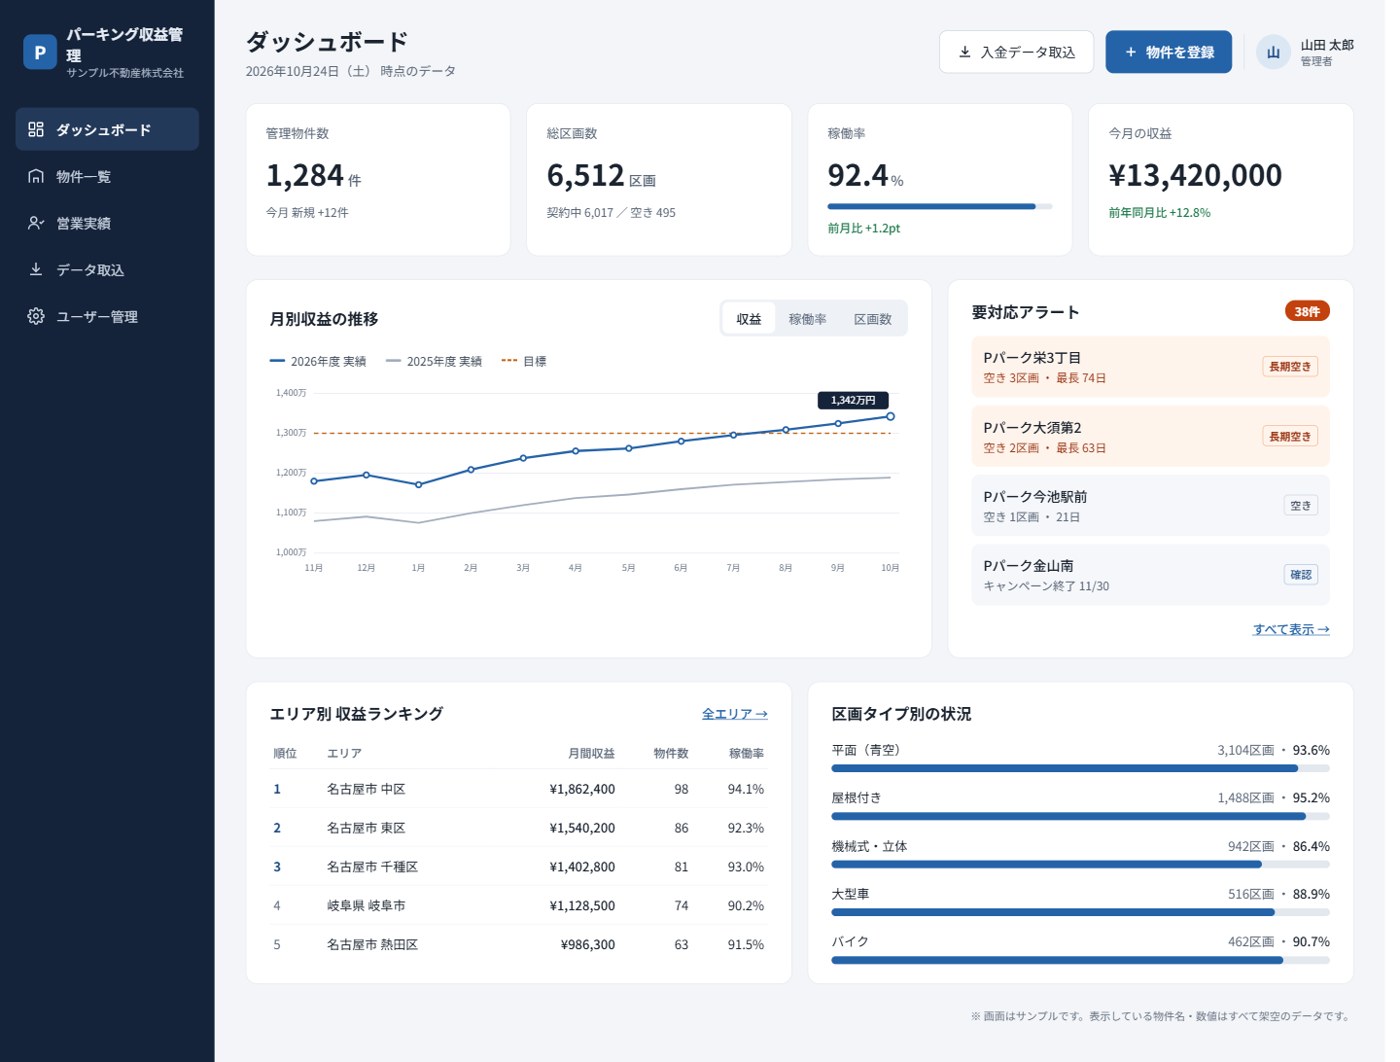 P
パーキング収益管
理
サンプル不動産株式会社
ダッシュボード
物件一覧
営業実績
データ取込
ユーザー管理
ダッシュボード
2026年10月24日（土） 時点のデータ
入金データ取込
+ 物件を登録
山
山田 太郎
管理者
管理物件数
1,284 件
今月 新規 +12件
総区画数
6,512 区画
契約中 6,017 ／ 空き 495
稼働率
92.4 %
前月比 +1.2pt
今月の収益
¥13,420,000
前年同月比 +12.8%
月別収益の推移
収益 稼働率 区画数
2026年度 実績 2025年度 実績 目標
1,342万円
1,400万
1,300万
1,200万
1,100万
1,000万
11月 12月 1月 2月 3月 4月 5月 6月 7月 8月 9月 10月
要対応アラート
38件
Pパーク栄3丁目
空き 3区画 ・ 最長 74日
長期空き
Pパーク大須第2
空き 2区画 ・ 最長 63日
長期空き
Pパーク今池駅前
空き 1区画 ・ 21日
空き
Pパーク金山南
キャンペーン終了 11/30
確認
すべて表示 →
エリア別 収益ランキング
全エリア →
順位 エリア 月間収益 物件数 稼働率
1 名古屋市 中区 ¥1,862,400 98 94.1%
2 名古屋市 東区 ¥1,540,200 86 92.3%
3 名古屋市 千種区 ¥1,402,800 81 93.0%
4 岐阜県 岐阜市 ¥1,128,500 74 90.2%
5 名古屋市 熱田区 ¥986,300 63 91.5%
区画タイプ別の状況
平面（青空） 3,104区画 ・ 93.6%
屋根付き 1,488区画 ・ 95.2%
機械式・立体 942区画 ・ 86.4%
大型車 516区画 ・ 88.9%
バイク 462区画 ・ 90.7%
※ 画面はサンプルです。表示している物件名・数値はすべて架空のデータです。